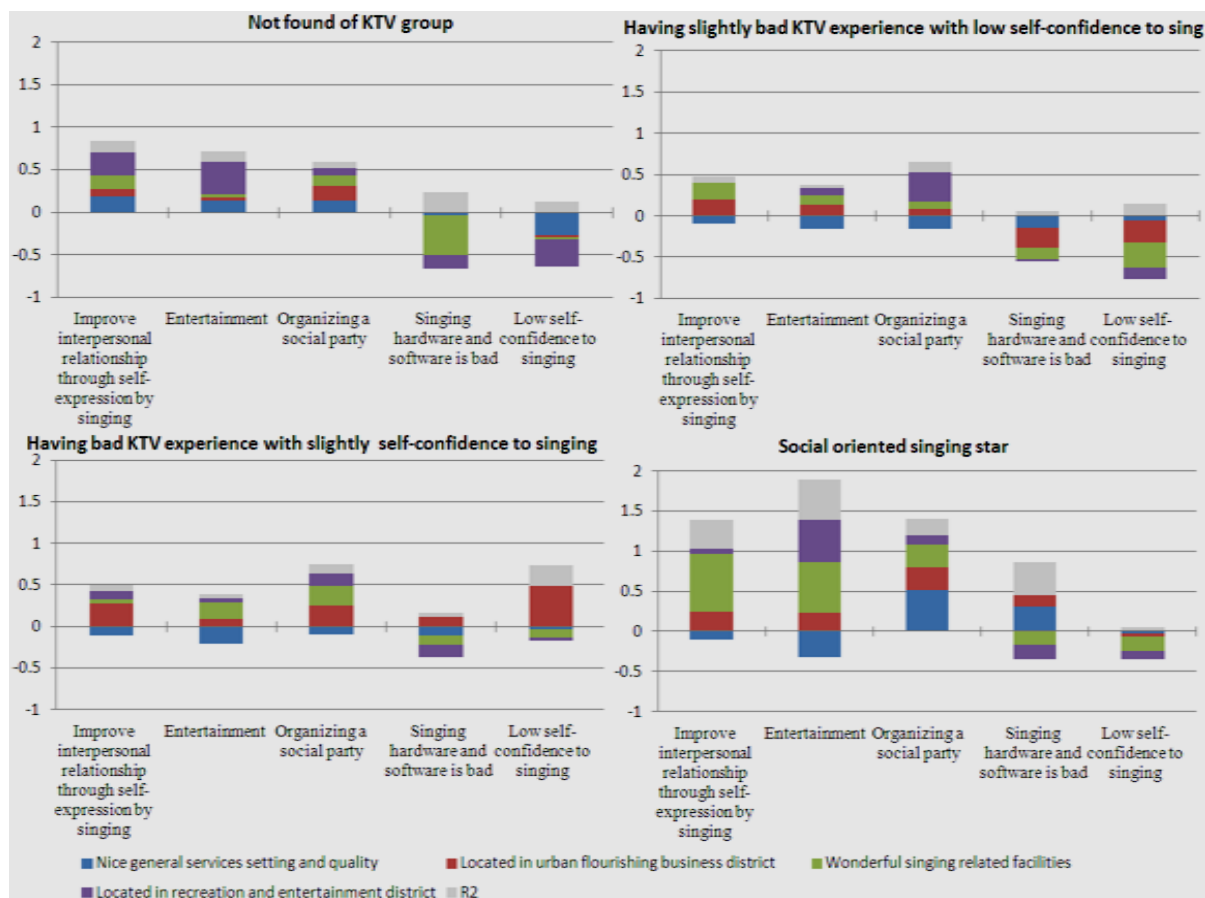 Not found of KTV group
2
1.5
1
0.5
0
-0.5
-1
Improve
interpersonal
relationship
through self-
expression by
singing
Entertainment
Organizing a
social party
Singing
hardware and
software is bad
Low self-
confidence to
singing
Having slightly bad KTV experience with low self-confidence to sing
2
1.5
1
0.5
0
-0.5
-1
Improve
interpersonal
relationship
through self-
expression by
singing
Entertainment
Organizing a
social party
Singing
hardware and
software is bad
Low self-
confidence to
singing
Having bad KTV experience with slightly self-confidence to singing
2
1.5
1
0.5
0
-0.5
-1
Improve
interpersonal
relationship
through self-
expression by
singing
Entertainment
Organizing a
social party
Singing
hardware and
software is bad
Low self-
confidence to
singing
Social oriented singing star
2
1.5
1
0.5
0
-0.5
-1
Improve
interpersonal
relationship
through self-
expression by
singing
Entertainment
Organizing a
social party
Singing
hardware and
software is bad
Low self-
confidence to
singing
Nice general services setting and quality
Located in urban flourishing business district
Wonderful singing related facilities
Located in recreation and entertainment district
R2